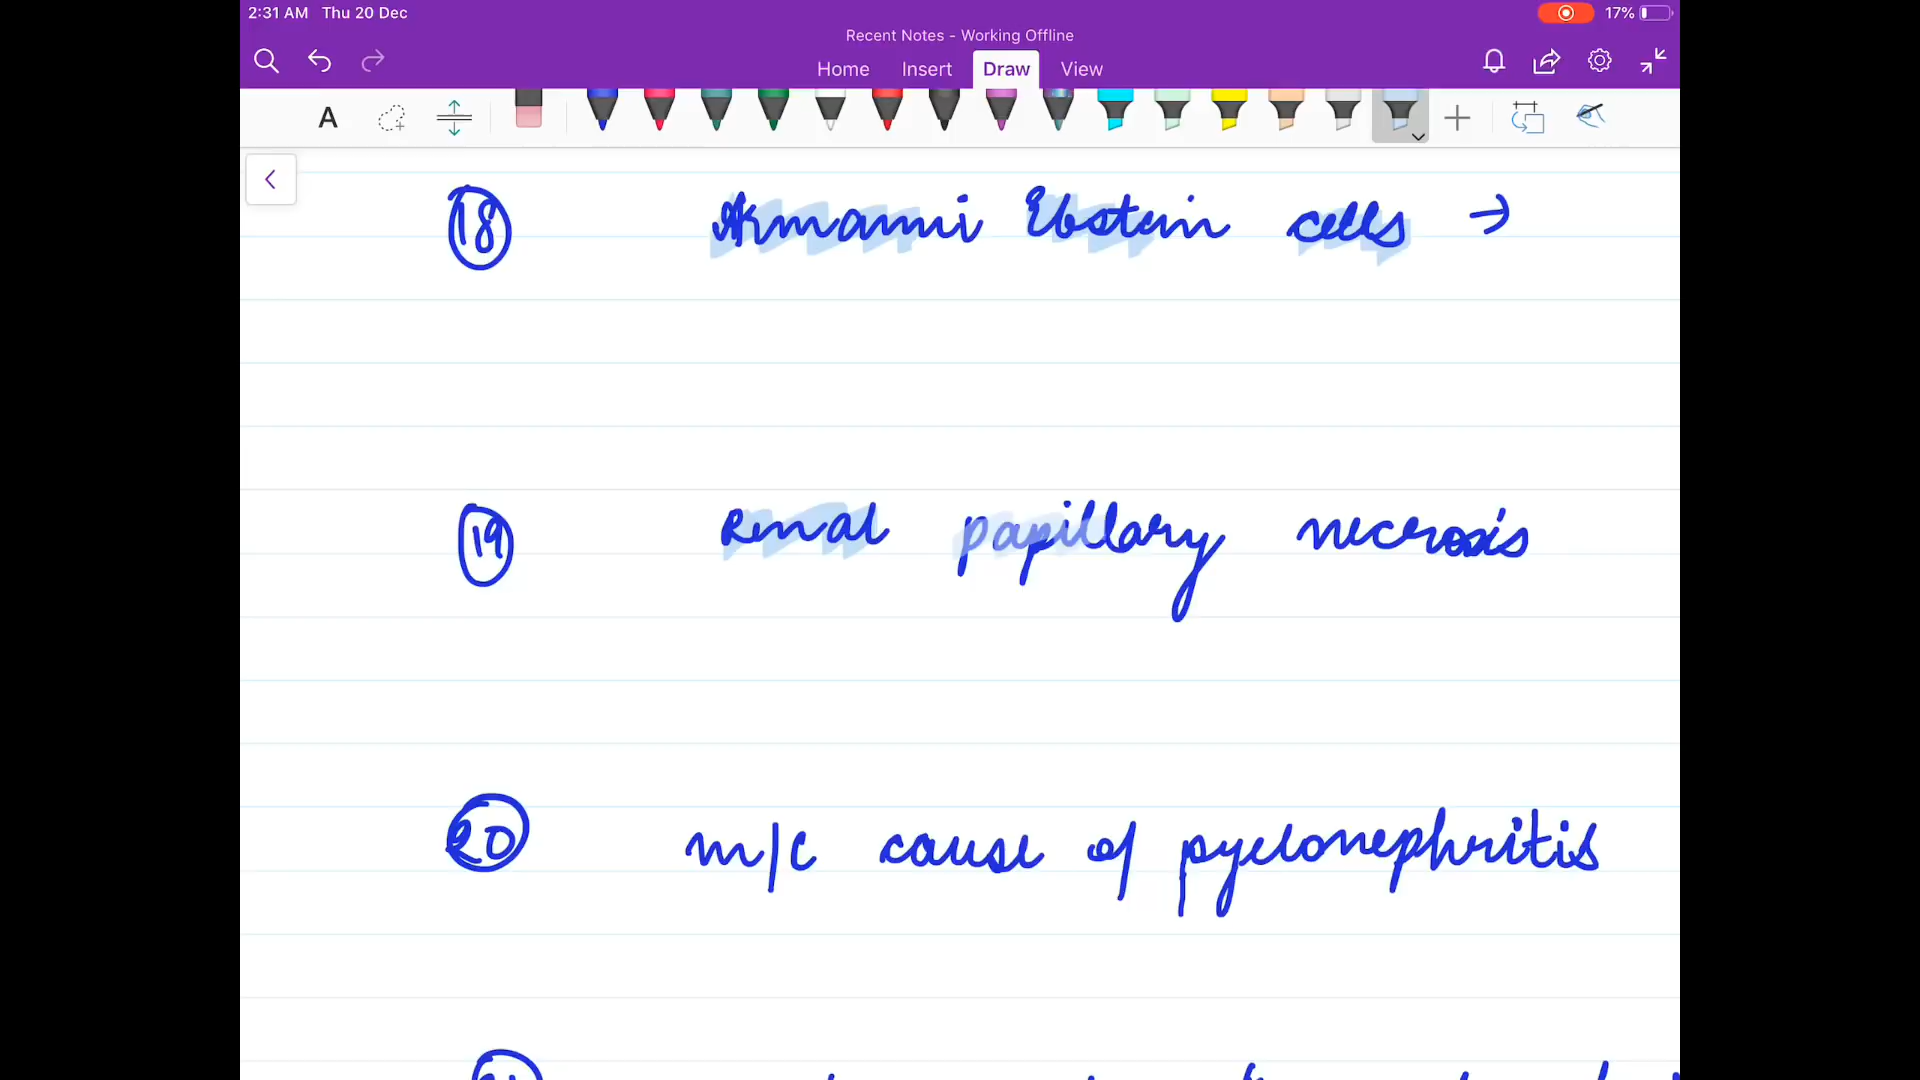 2:31 AM Thu 20 Dec
17%
Recent Notes - Working Offline
Home Insert Draw View
A
18 Armanni Ebstein cells →
19 Renal papillary necrosis
20 m/c cause of pyelonephritis